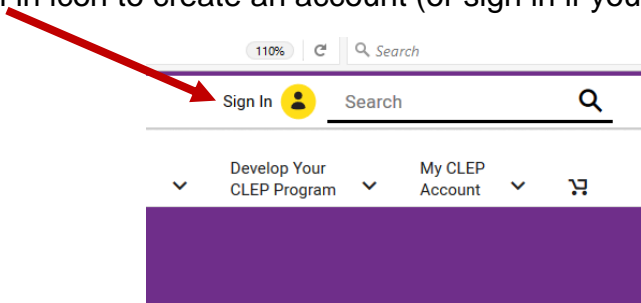 in icon to create an account (or sign in if you
110% Search
Sign In Search
Develop Your My CLEP
CLEP Program Account